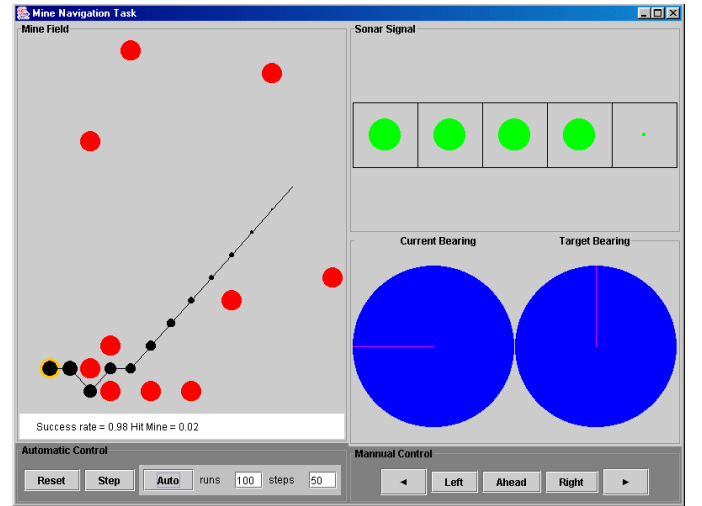 Mine Navigation Task
Mine Field
Sonar Signal
Current Bearing
Target Bearing
Success rate = 0.98 Hit Mine = 0.02
Automatic Control
Reset Step Auto runs 100 steps 50
Mannual Control
Left Ahead Right